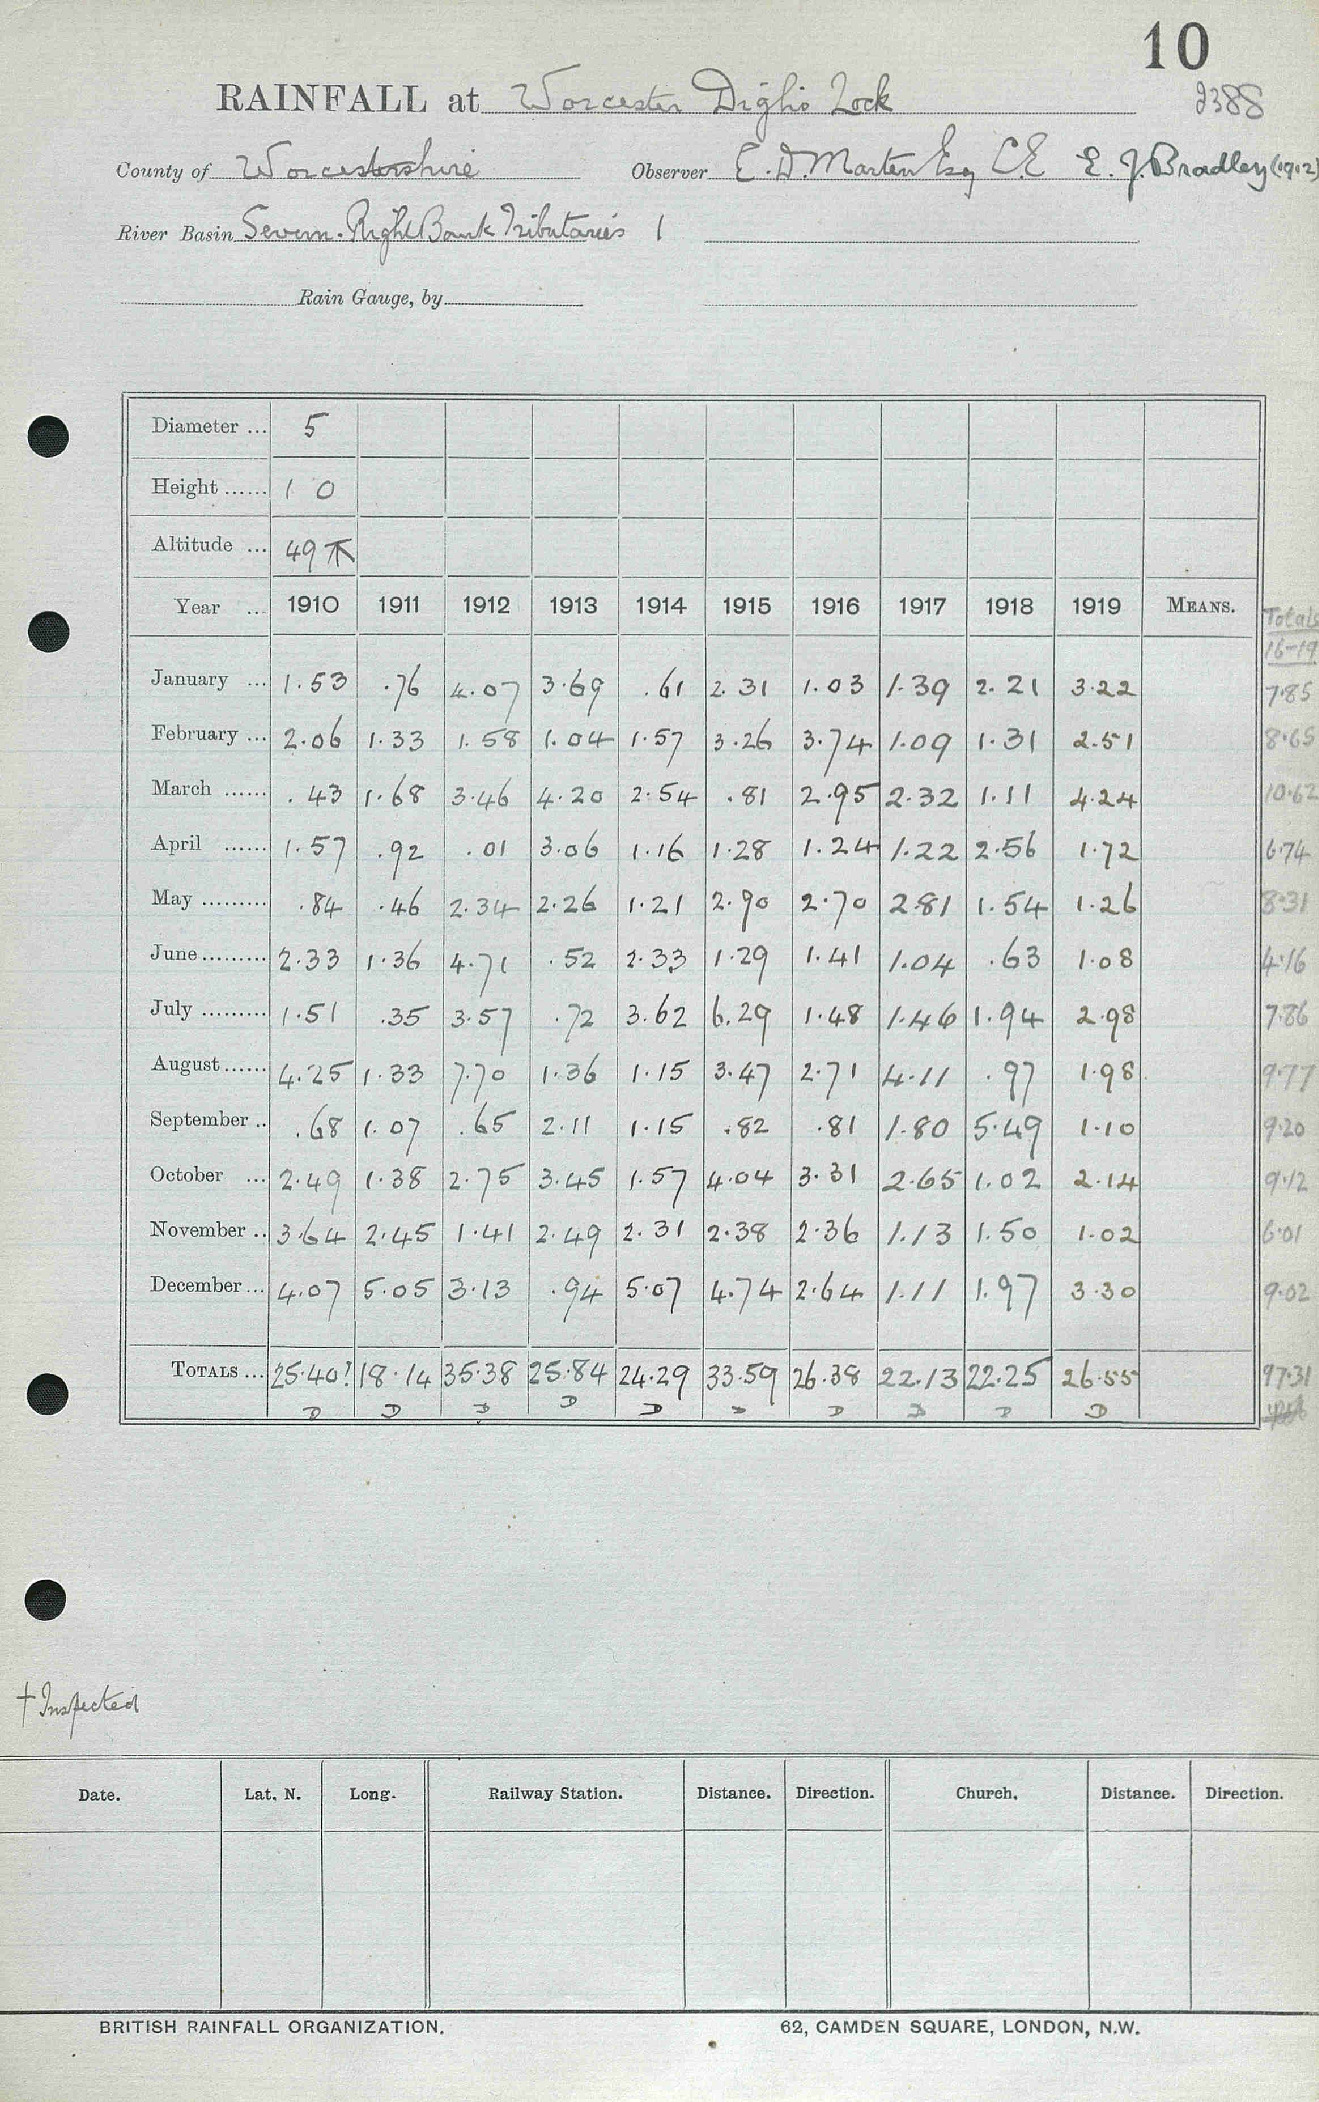 10
RAINFALL at Worcester Diglis Lock 2388
County of Worcestershire Observer E. D. Marten Esq C.E E. J. Bradley (1912)
River Basin Severn. Right Bank Tributaries 1
Rain Gauge, by
Diameter ... 5
Height ...... 1 0
Altitude ... 49
Year ... 1910 1911 1912 1913 1914 1915 1916 1917 1918 1919 MEANS. Totals
16-19
January ... 1.53 .76 4.07 3.69 .61 2.31 1.03 1.39 2.21 3.22 7.85
February ... 2.06 1.33 1.58 1.04 1.57 3.26 3.74 1.09 1.31 2.51 8.65
March ...... .43 1.68 3.46 4.20 2.54 .81 2.95 2.32 1.11 4.24 10.62
April ...... 1.57 .92 .01 3.06 1.16 1.28 1.24 1.22 2.56 1.72 6.74
May ......... .84 .46 2.34 2.26 1.21 2.90 2.70 2.81 1.54 1.26 8.31
June ......... 2.33 1.36 4.71 .52 2.33 1.29 1.41 1.04 .63 1.08 4.16
July ......... 1.51 .35 3.57 .72 3.62 6.29 1.48 1.46 1.94 2.98 7.86
August ...... 4.25 1.33 7.70 1.36 1.15 3.47 2.71 4.11 .97 1.98 9.77
September .. .68 1.07 .65 2.11 1.15 .82 .81 1.80 5.49 1.10 9.20
October ... 2.49 1.38 2.75 3.45 1.57 4.04 3.31 2.65 1.02 2.14 9.12
November .. 3.64 2.45 1.41 2.49 2.31 2.38 2.36 1.13 1.50 1.02 6.01
December ... 4.07 5.05 3.13 .94 5.07 4.74 2.64 1.11 1.97 3.30 9.02
TOTALS ... 25.40? 18.14 35.38 25.84 24.29 33.59 26.38 22.13 22.25 26.55 97.31
D D D D D D D D D D
† Inspected
Date. Lat. N. Long. Railway Station. Distance. Direction. Church. Distance. Direction.
BRITISH RAINFALL ORGANIZATION. 62, CAMDEN SQUARE, LONDON, N.W.